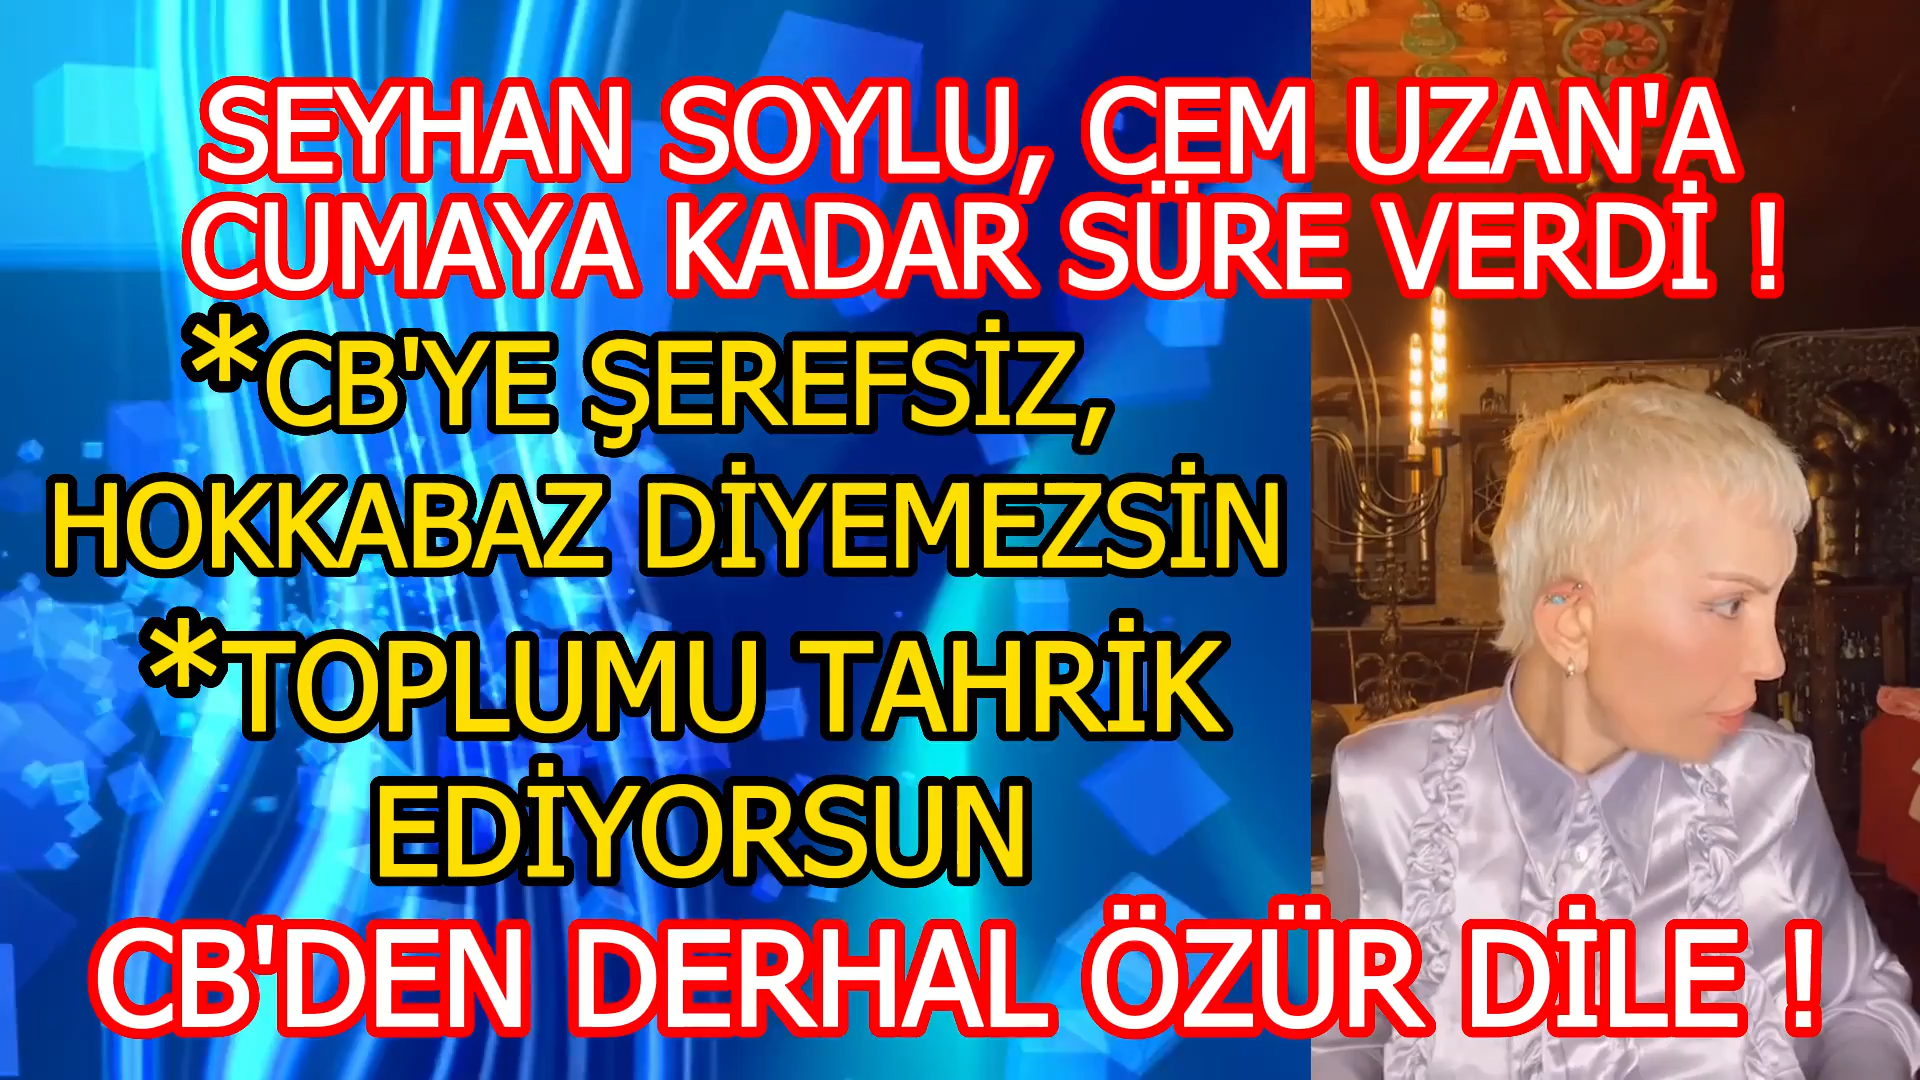 SEYHAN SOYLU, CEM UZAN'A
CUMAYA KADAR SÜRE VERDİ !
*CB'YE ŞEREFSİZ,
HOKKABAZ DİYEMEZSİN
*TOPLUMU TAHRİK
EDİYORSUN
CB'DEN DERHAL ÖZÜR DİLE !